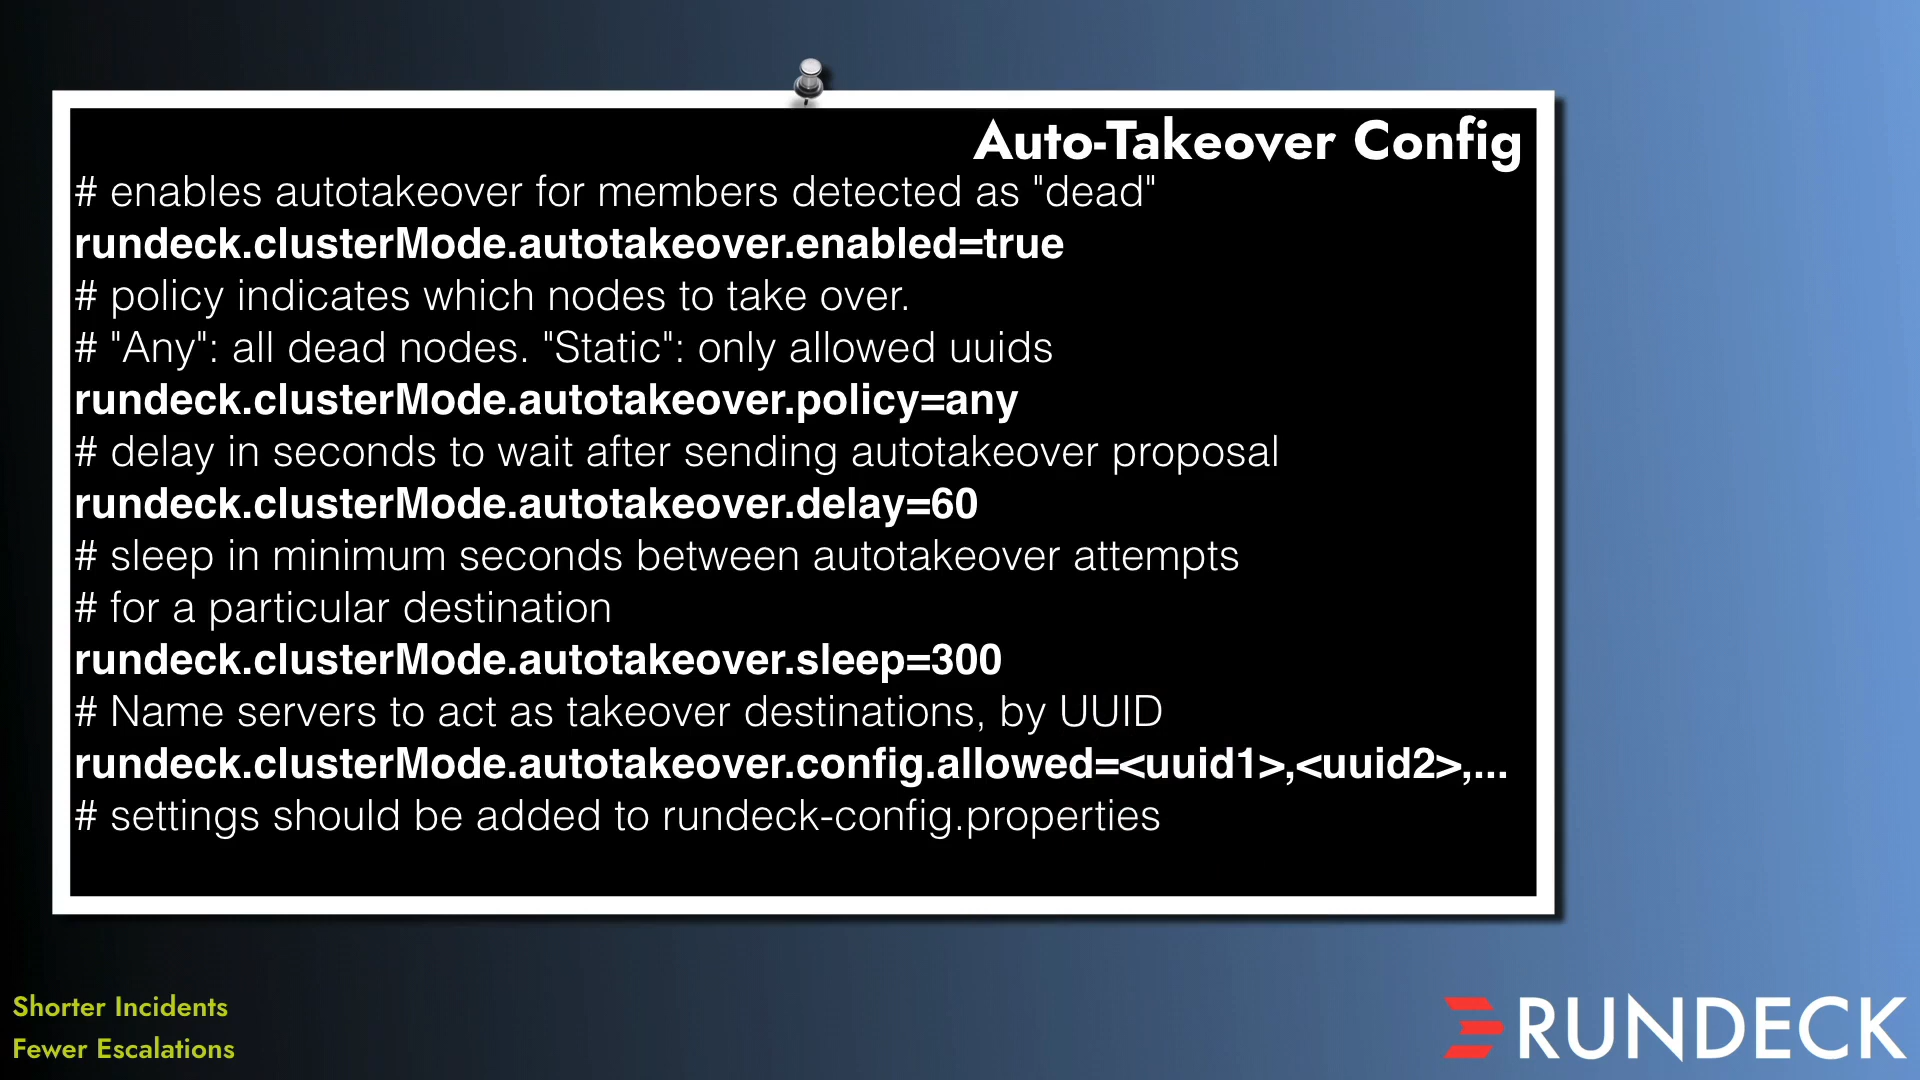 Auto-Takeover Config
# enables autotakeover for members detected as "dead"
rundeck.clusterMode.autotakeover.enabled=true
# policy indicates which nodes to take over.
# "Any": all dead nodes. "Static": only allowed uuids
rundeck.clusterMode.autotakeover.policy=any
# delay in seconds to wait after sending autotakeover proposal
rundeck.clusterMode.autotakeover.delay=60
# sleep in minimum seconds between autotakeover attempts
# for a particular destination
rundeck.clusterMode.autotakeover.sleep=300
# Name servers to act as takeover destinations, by UUID
rundeck.clusterMode.autotakeover.config.allowed=<uuid1>,<uuid2>,...
# settings should be added to rundeck-config.properties
Shorter Incidents
Fewer Escalations
RUNDECK